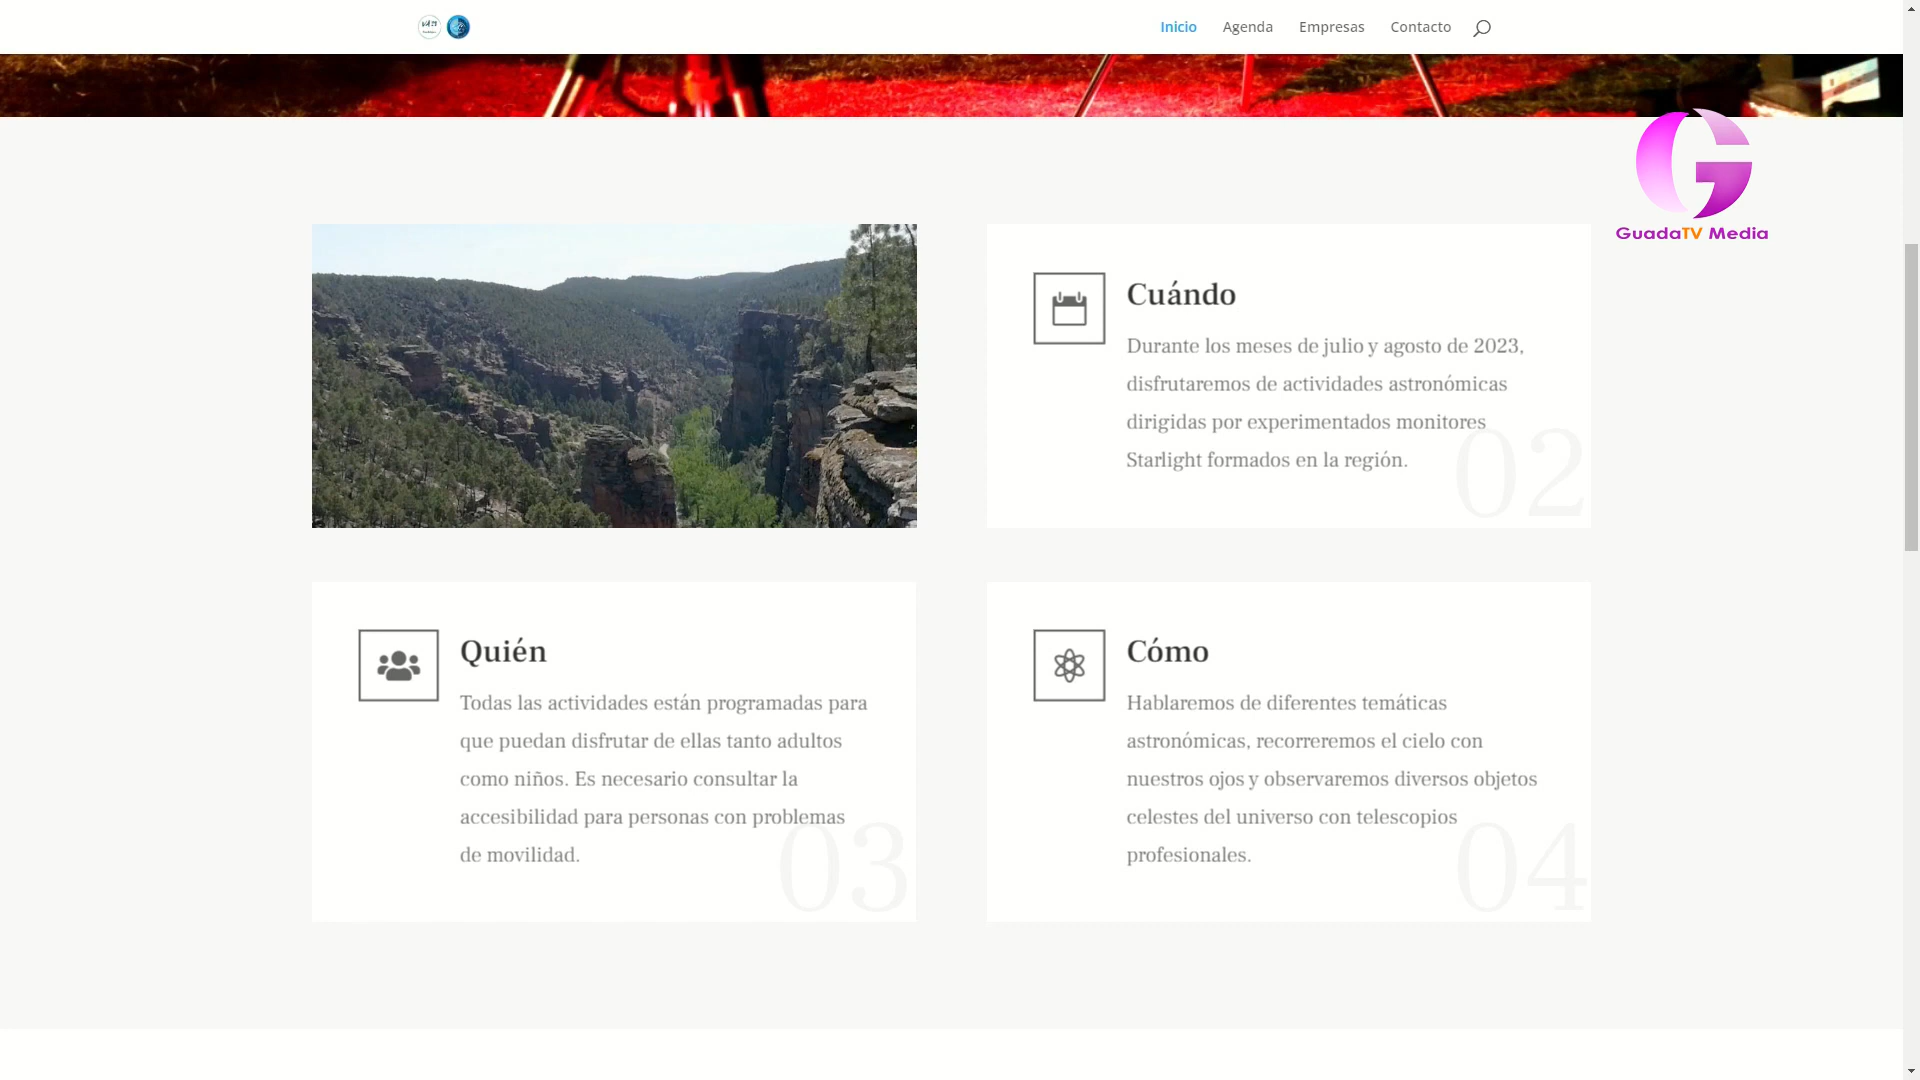 Inicio Agenda Empresas Contacto
GuadaTV Media
Cuándo
Durante los meses de julio y agosto de 2023,
disfrutaremos de actividades astronómicas
dirigidas por experimentados monitores
Starlight formados en la región.
02
Quién
Todas las actividades están programadas para
que puedan disfrutar de ellas tanto adultos
como niños. Es necesario consultar la
accesibilidad para personas con problemas
de movilidad.
03
Cómo
Hablaremos de diferentes temáticas
astronómicas, recorreremos el cielo con
nuestros ojos y observaremos diversos objetos
celestes del universo con telescopios
profesionales.
04